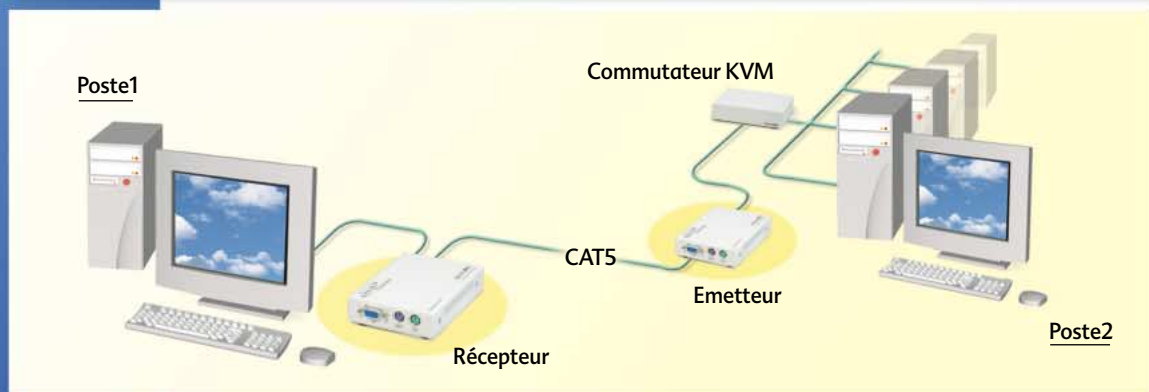 Poste1
Commutateur KVM
CAT5
Emetteur
Récepteur
Poste2